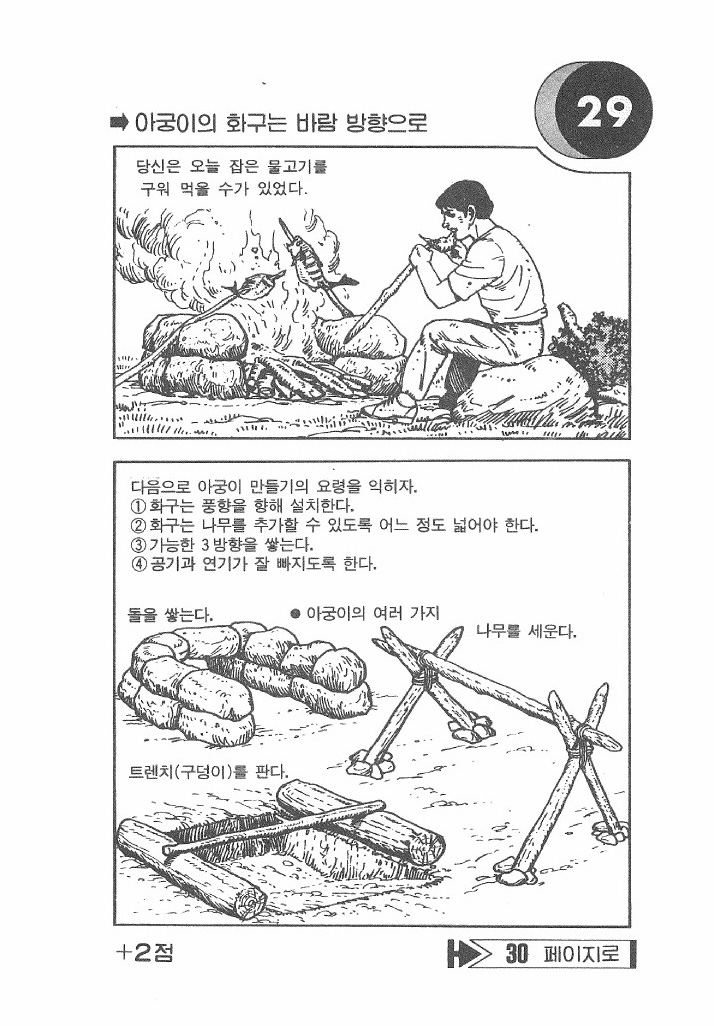 29
➡ 아궁이의 화구는 바람 방향으로
당신은 오늘 잡은 물고기를
구워 먹을 수가 있었다.
다음으로 아궁이 만들기의 요령을 익히자.
①화구는 풍향을 향해 설치한다.
②화구는 나무를 추가할 수 있도록 어느 정도 넓어야 한다.
③가능한 3방향을 쌓는다.
④공기과 연기가 잘 빠지도록 한다.
● 아궁이의 여러 가지
돌을 쌓는다.
나무를 세운다.
트렌치(구덩이)를 판다.
+2점
30 페이지로